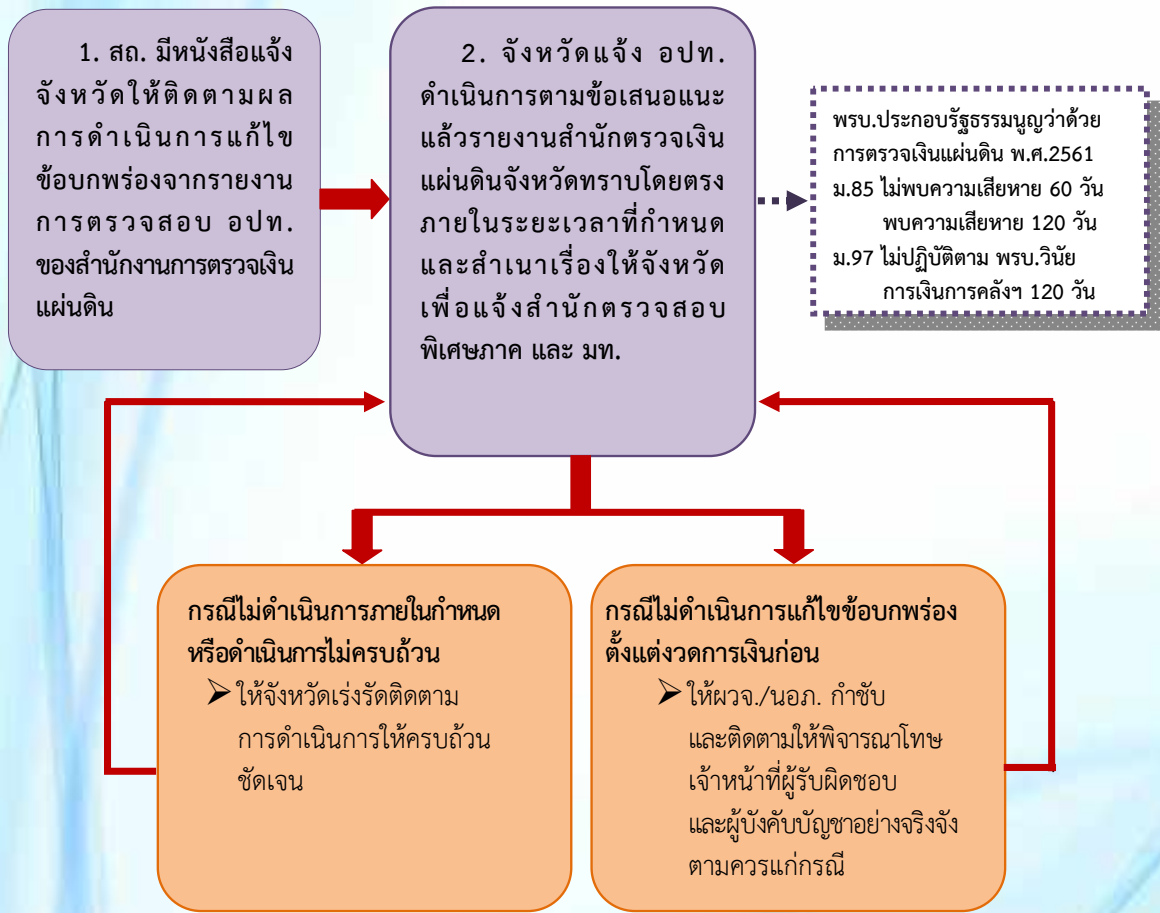 1. สถ. มีหนังสือแจ้ง
จังหวัดให้ติดตามผล
การดำเนินการแก้ไข
ข้อบกพร่องจากรายงาน
การตรวจสอบ อปท.
ของสำนักงานการตรวจเงิน
แผ่นดิน
2. จังหวัดแจ้ง อปท.
ดำเนินการตามข้อเสนอแนะ
แล้วรายงานสำนักตรวจเงิน
แผ่นดินจังหวัดทราบโดยตรง
ภายในระยะเวลาที่กำหนด
และสำเนาเรื่องให้จังหวัด
เพื่อแจ้งสำนักตรวจสอบ
พิเศษภาค และ มท.
พรบ.ประกอบรัฐธรรมนูญว่าด้วย
การตรวจเงินแผ่นดิน พ.ศ.2561
ม.85 ไม่พบความเสียหาย 60 วัน
พบความเสียหาย 120 วัน
ม.97 ไม่ปฏิบัติตาม พรบ.วินัย
การเงินการคลังฯ 120 วัน
กรณีไม่ดำเนินการภายในกำหนด
หรือดำเนินการไม่ครบถ้วน
➢ ให้จังหวัดเร่งรัดติดตาม
การดำเนินการให้ครบถ้วน
ชัดเจน
กรณีไม่ดำเนินการแก้ไขข้อบกพร่อง
ตั้งแต่งวดการเงินก่อน
➢ ให้ผวจ./นอภ. กำชับ
และติดตามให้พิจารณาโทษ
เจ้าหน้าที่ผู้รับผิดชอบ
และผู้บังคับบัญชาอย่างจริงจัง
ตามควรแก่กรณี